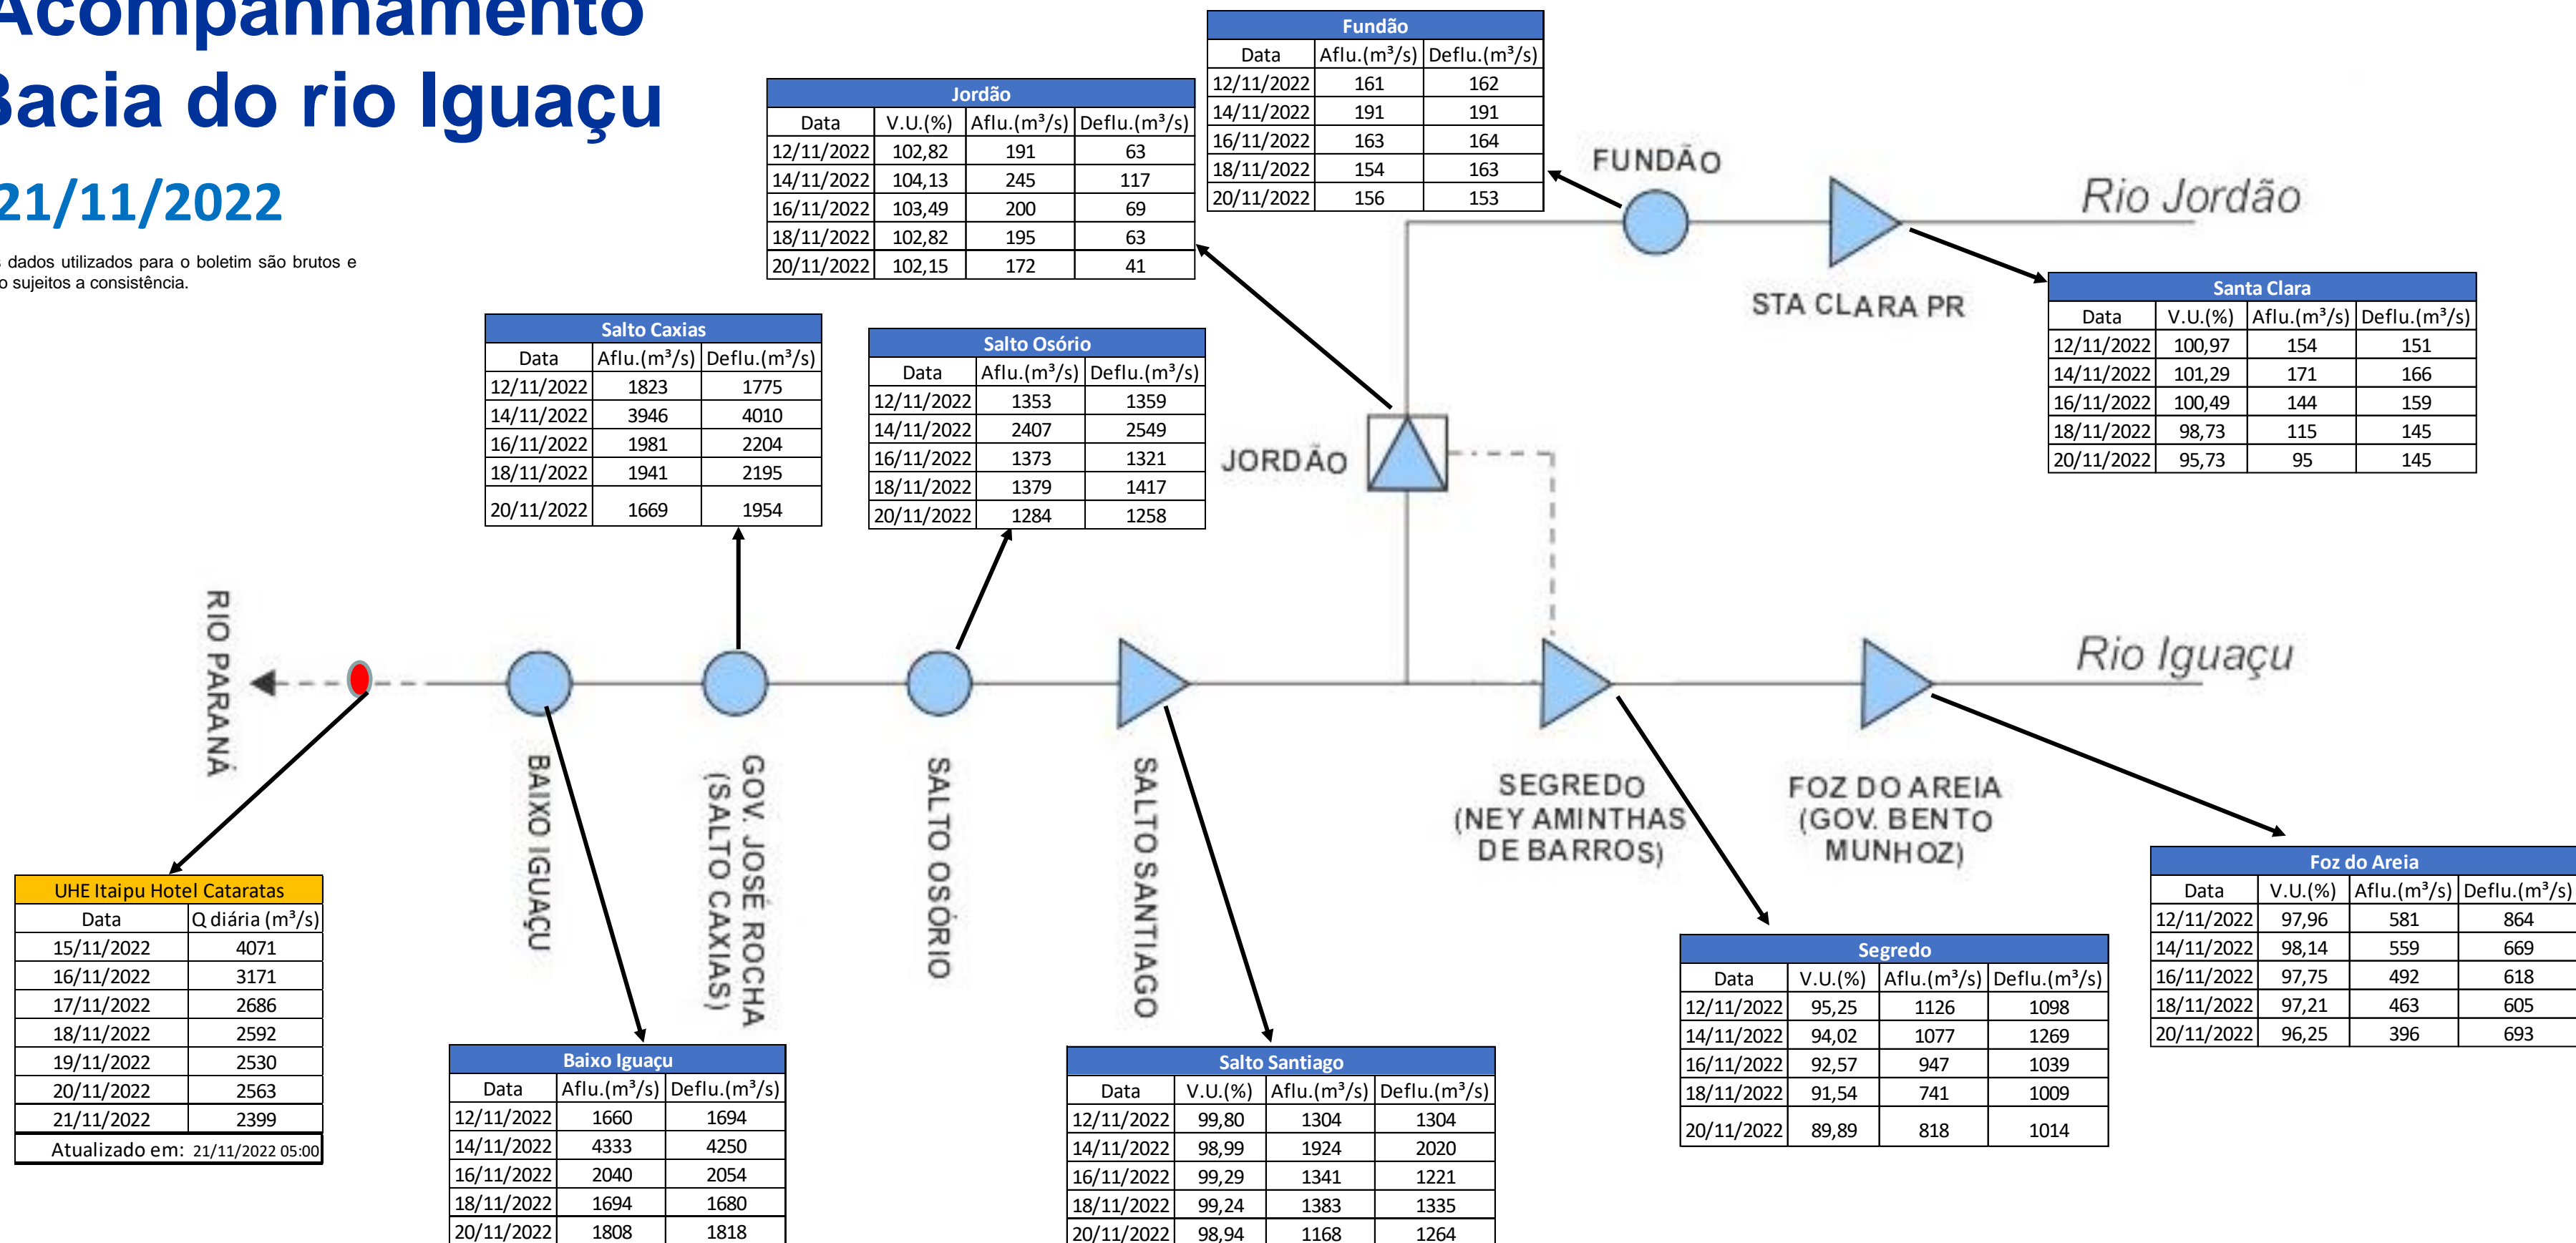 Acompanhamento
Bacia do rio Iguaçu
21/11/2022
s dados utilizados para o boletim são brutos e
o sujeitos a consistência.
Fundão
Data Aflu.(m³/s) Deflu.(m³/s)
12/11/2022 161 162
14/11/2022 191 191
16/11/2022 163 164
18/11/2022 154 163
20/11/2022 156 153
Jordão
Data V.U.(%) Aflu.(m³/s) Deflu.(m³/s)
12/11/2022 102,82 191 63
14/11/2022 104,13 245 117
16/11/2022 103,49 200 69
18/11/2022 102,82 195 63
20/11/2022 102,15 172 41
FUNDÃO
Rio Jordão
STA CLARA PR
Santa Clara
Data V.U.(%) Aflu.(m³/s) Deflu.(m³/s)
12/11/2022 100,97 154 151
14/11/2022 101,29 171 166
16/11/2022 100,49 144 159
18/11/2022 98,73 115 145
20/11/2022 95,73 95 145
Salto Caxias
Data Aflu.(m³/s) Deflu.(m³/s)
12/11/2022 1823 1775
14/11/2022 3946 4010
16/11/2022 1981 2204
18/11/2022 1941 2195
20/11/2022 1669 1954
Salto Osório
Data Aflu.(m³/s) Deflu.(m³/s)
12/11/2022 1353 1359
14/11/2022 2407 2549
16/11/2022 1373 1321
18/11/2022 1379 1417
20/11/2022 1284 1258
JORDÃO
RIO PARANÁ
Rio Iguaçu
BAIXO IGUAÇU
GOV. JOSÉ ROCHA
(SALTO CAXIAS)
SALTO OSÓRIO
SALTO SANTIAGO
SEGREDO
(NEY AMINTHAS
DE BARROS)
FOZ DO AREIA
(GOV. BENTO
MUNHOZ)
UHE Itaipu Hotel Cataratas
Data Q diária (m³/s)
15/11/2022 4071
16/11/2022 3171
17/11/2022 2686
18/11/2022 2592
19/11/2022 2530
20/11/2022 2563
21/11/2022 2399
Atualizado em: 21/11/2022 05:00
Baixo Iguaçu
Data Aflu.(m³/s) Deflu.(m³/s)
12/11/2022 1660 1694
14/11/2022 4333 4250
16/11/2022 2040 2054
18/11/2022 1694 1680
20/11/2022 1808 1818
Salto Santiago
Data V.U.(%) Aflu.(m³/s) Deflu.(m³/s)
12/11/2022 99,80 1304 1304
14/11/2022 98,99 1924 2020
16/11/2022 99,29 1341 1221
18/11/2022 99,24 1383 1335
20/11/2022 98,94 1168 1264
Segredo
Data V.U.(%) Aflu.(m³/s) Deflu.(m³/s)
12/11/2022 95,25 1126 1098
14/11/2022 94,02 1077 1269
16/11/2022 92,57 947 1039
18/11/2022 91,54 741 1009
20/11/2022 89,89 818 1014
Foz do Areia
Data V.U.(%) Aflu.(m³/s) Deflu.(m³/s)
12/11/2022 97,96 581 864
14/11/2022 98,14 559 669
16/11/2022 97,75 492 618
18/11/2022 97,21 463 605
20/11/2022 96,25 396 693